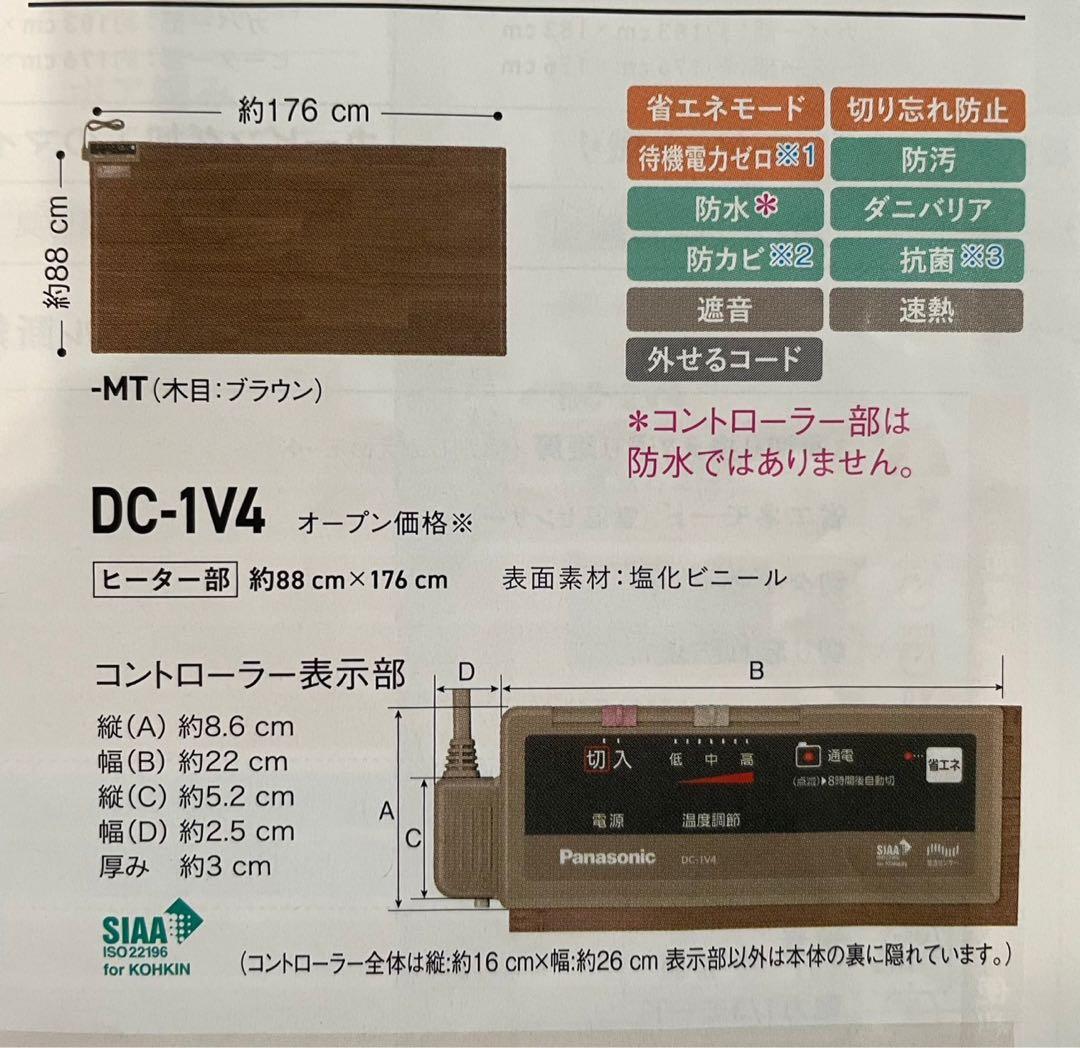 約176 cm
約88 cm
-MT（木目：ブラウン）
省エネモード
切り忘れ防止
待機電力ゼロ※1
防汚
防水＊
ダニバリア
防カビ※2
抗菌※3
遮音
速熱
外せるコード
＊コントローラー部は
防水ではありません。
DC-1V4 オープン価格※
ヒーター部 約88 cm×176 cm 表面素材：塩化ビニール
コントローラー表示部
縦(A) 約8.6 cm
幅(B) 約22 cm
縦(C) 約5.2 cm
幅(D) 約2.5 cm
厚み 約3 cm
SIAA
ISO22196
for KOHKIN
D
B
A
C
切 入
低 中 高
通電
省エネ
(点滅)▶8時間後自動切
電源
温度調節
Panasonic
DC-1V4
SIAA
for KOHKIN
(コントローラー全体は縦:約16 cm×幅:約26 cm 表示部以外は本体の裏に隠れています。)